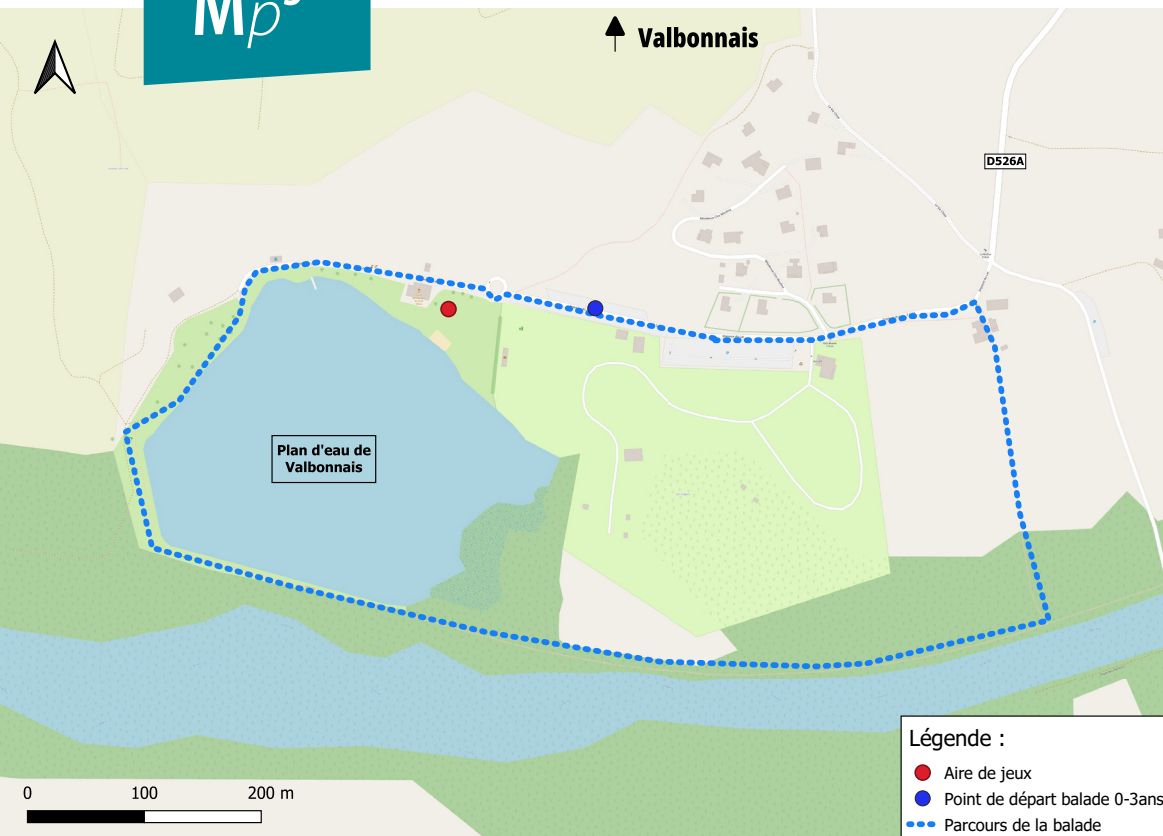 Mp
Valbonnais
D526A
Plan d'eau de
Valbonnais
0 100 200 m
Légende :
Aire de jeux
Point de départ balade 0-3ans
Parcours de la balade